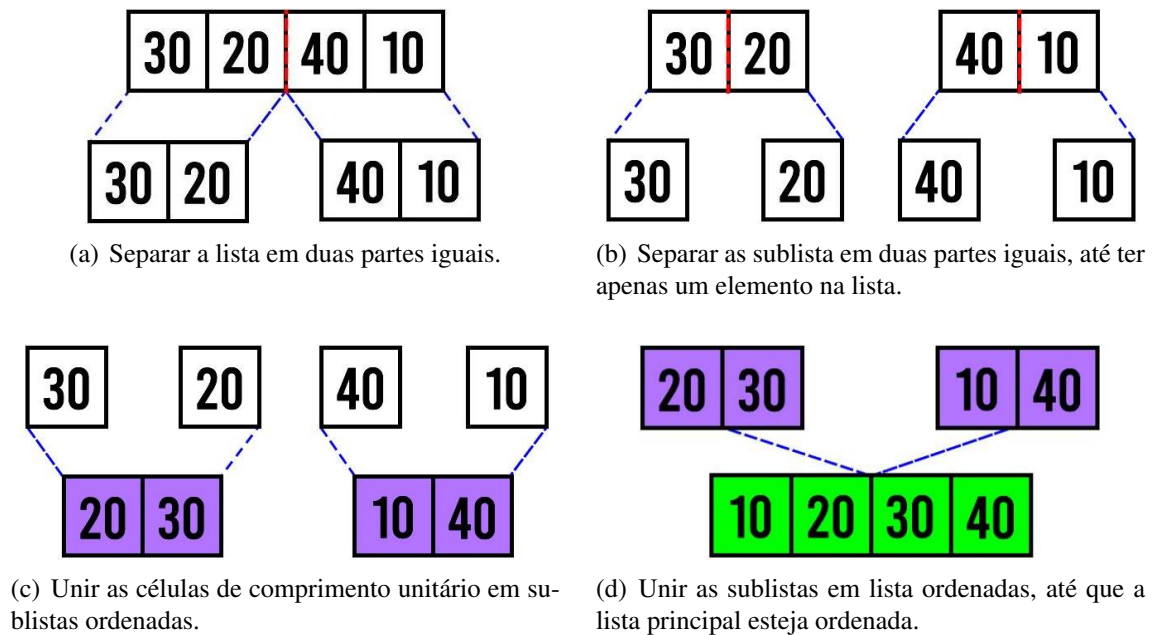 30 20 40 10
30 20 40 10
(a) Separar a lista em duas partes iguais.
30 20 40 10
30 20 40 10
(b) Separar as sublista em duas partes iguais, até ter
apenas um elemento na lista.
30 20 40 10
20 30 10 40
(c) Unir as células de comprimento unitário em su-
blistas ordenadas.
20 30 10 40
10 20 30 40
(d) Unir as sublistas em lista ordenadas, até que a
lista principal esteja ordenada.